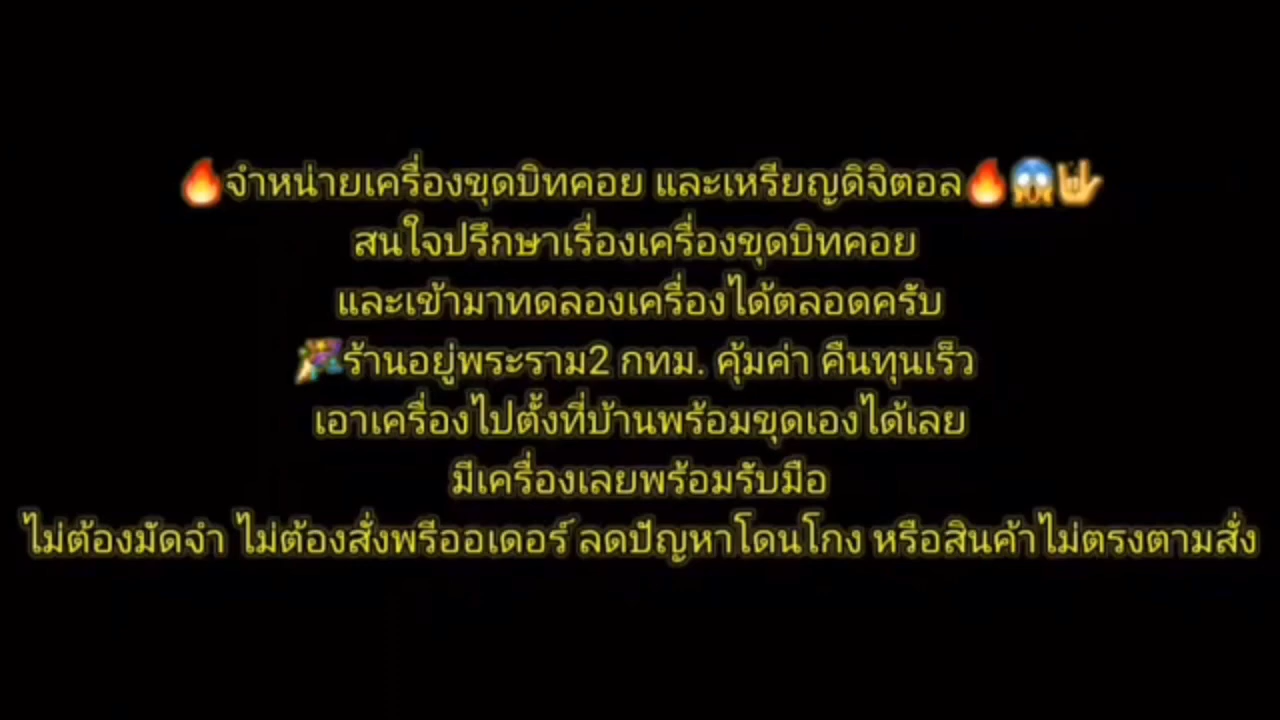 🔥จำหน่ายเครื่องขุดบิทคอย และเหรียญดิจิตอล🔥😱🤟
สนใจปรึกษาเรื่องเครื่องขุดบิทคอย
และเข้ามาทดลองเครื่องได้ตลอดครับ
🎉ร้านอยู่พระราม2 กทม. คุ้มค่า คืนทุนเร็ว
เอาเครื่องไปตั้งที่บ้านพร้อมขุดเองได้เลย
มีเครื่องเลยพร้อมรับมือ
ไม่ต้องมัดจำ ไม่ต้องสั่งพรีออเดอร์ ลดปัญหาโดนโกง หรือสินค้าไม่ตรงตามสั่ง